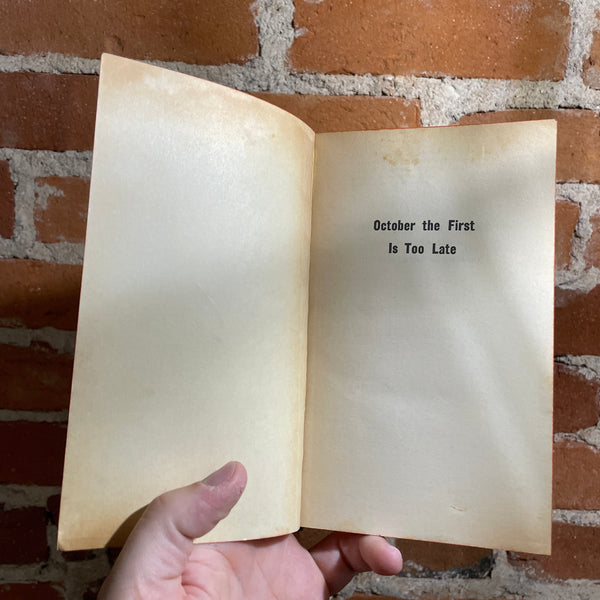 October the First
Is Too Late